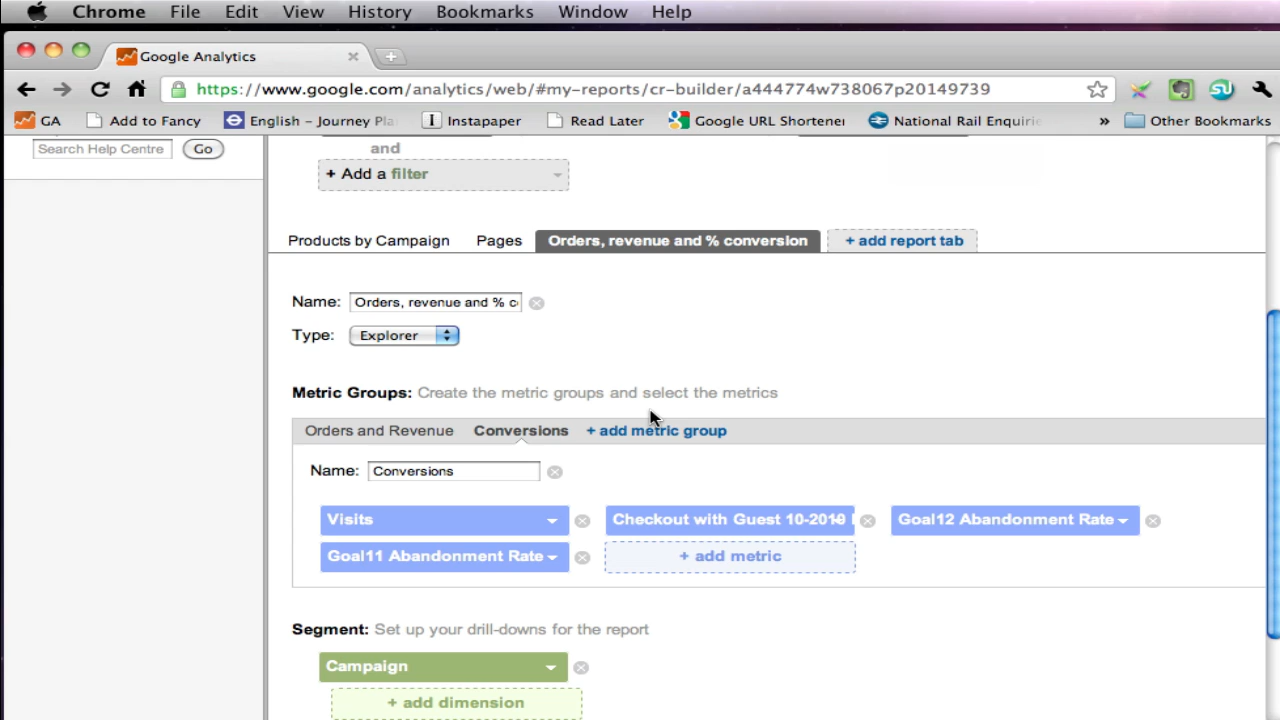 Chrome File Edit View History Bookmarks Window Help
Google Analytics
https://www.google.com/analytics/web/#my-reports/cr-builder/a444774w738067p20149739
GA Add to Fancy English – Journey Pla Instapaper Read Later Google URL Shortener National Rail Enquirie » Other Bookmarks
Search Help Centre Go
and
+ Add a filter
Products by Campaign Pages Orders, revenue and % conversion + add report tab
Name: Orders, revenue and % c
Type: Explorer
Metric Groups: Create the metric groups and select the metrics
Orders and Revenue Conversions + add metric group
Name: Conversions
Visits Checkout with Guest 10-2010 Goal12 Abandonment Rate
Goal11 Abandonment Rate + add metric
Segment: Set up your drill-downs for the report
Campaign
+ add dimension